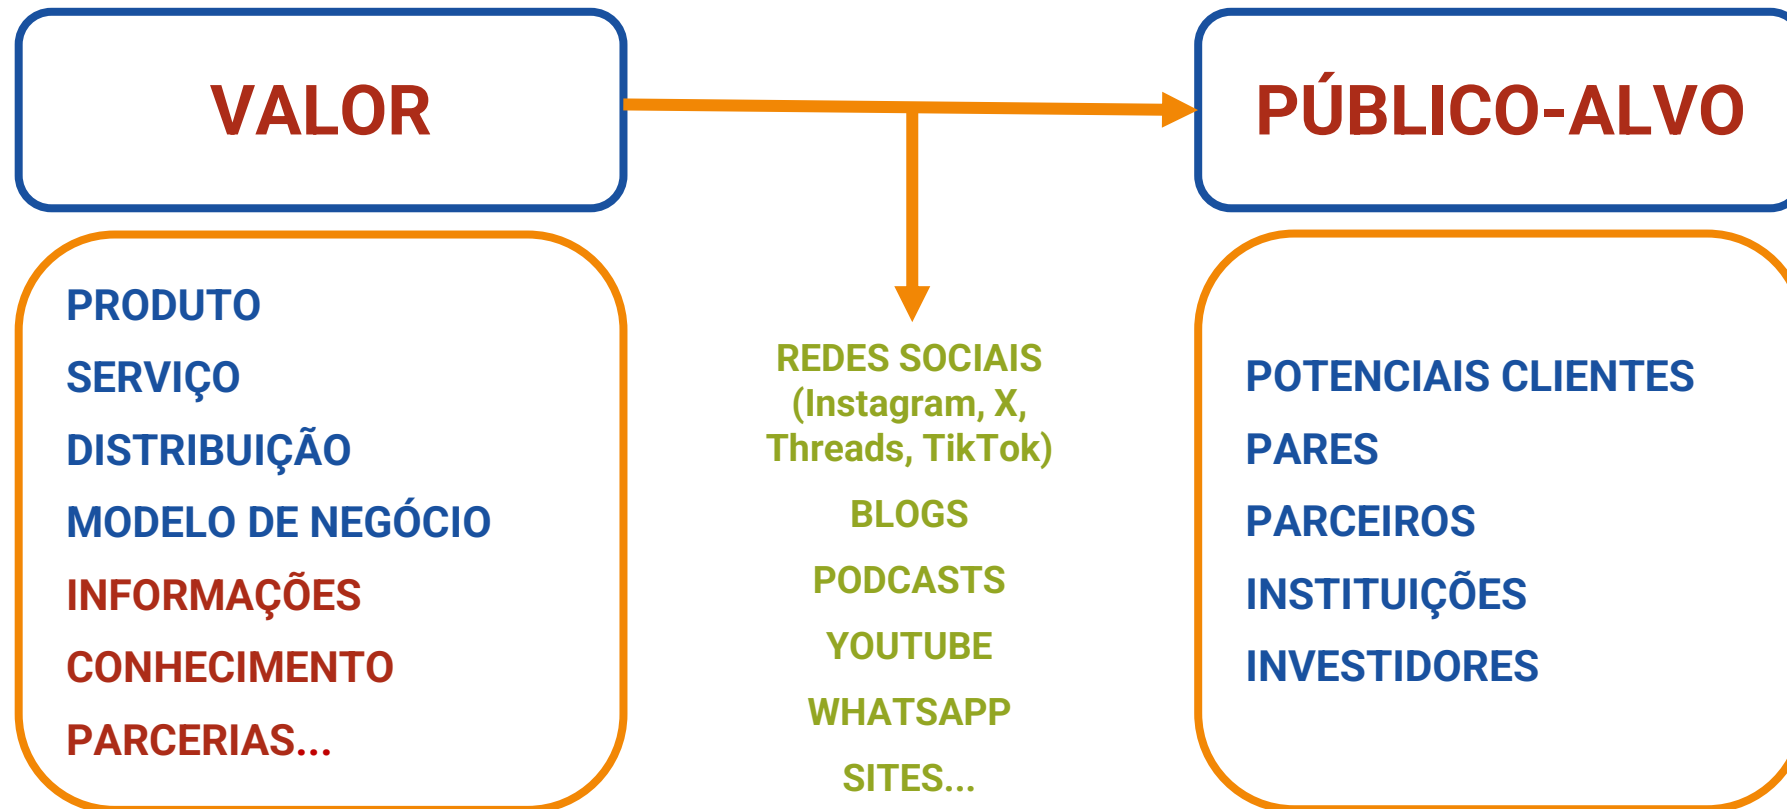 VALOR
PÚBLICO-ALVO
PRODUTO
SERVIÇO
DISTRIBUIÇÃO
MODELO DE NEGÓCIO
INFORMAÇÕES
CONHECIMENTO
PARCERIAS...
REDES SOCIAIS
(Instagram, X,
Threads, TikTok)
BLOGS
PODCASTS
YOUTUBE
WHATSAPP
SITES...
POTENCIAIS CLIENTES
PARES
PARCEIROS
INSTITUIÇÕES
INVESTIDORES